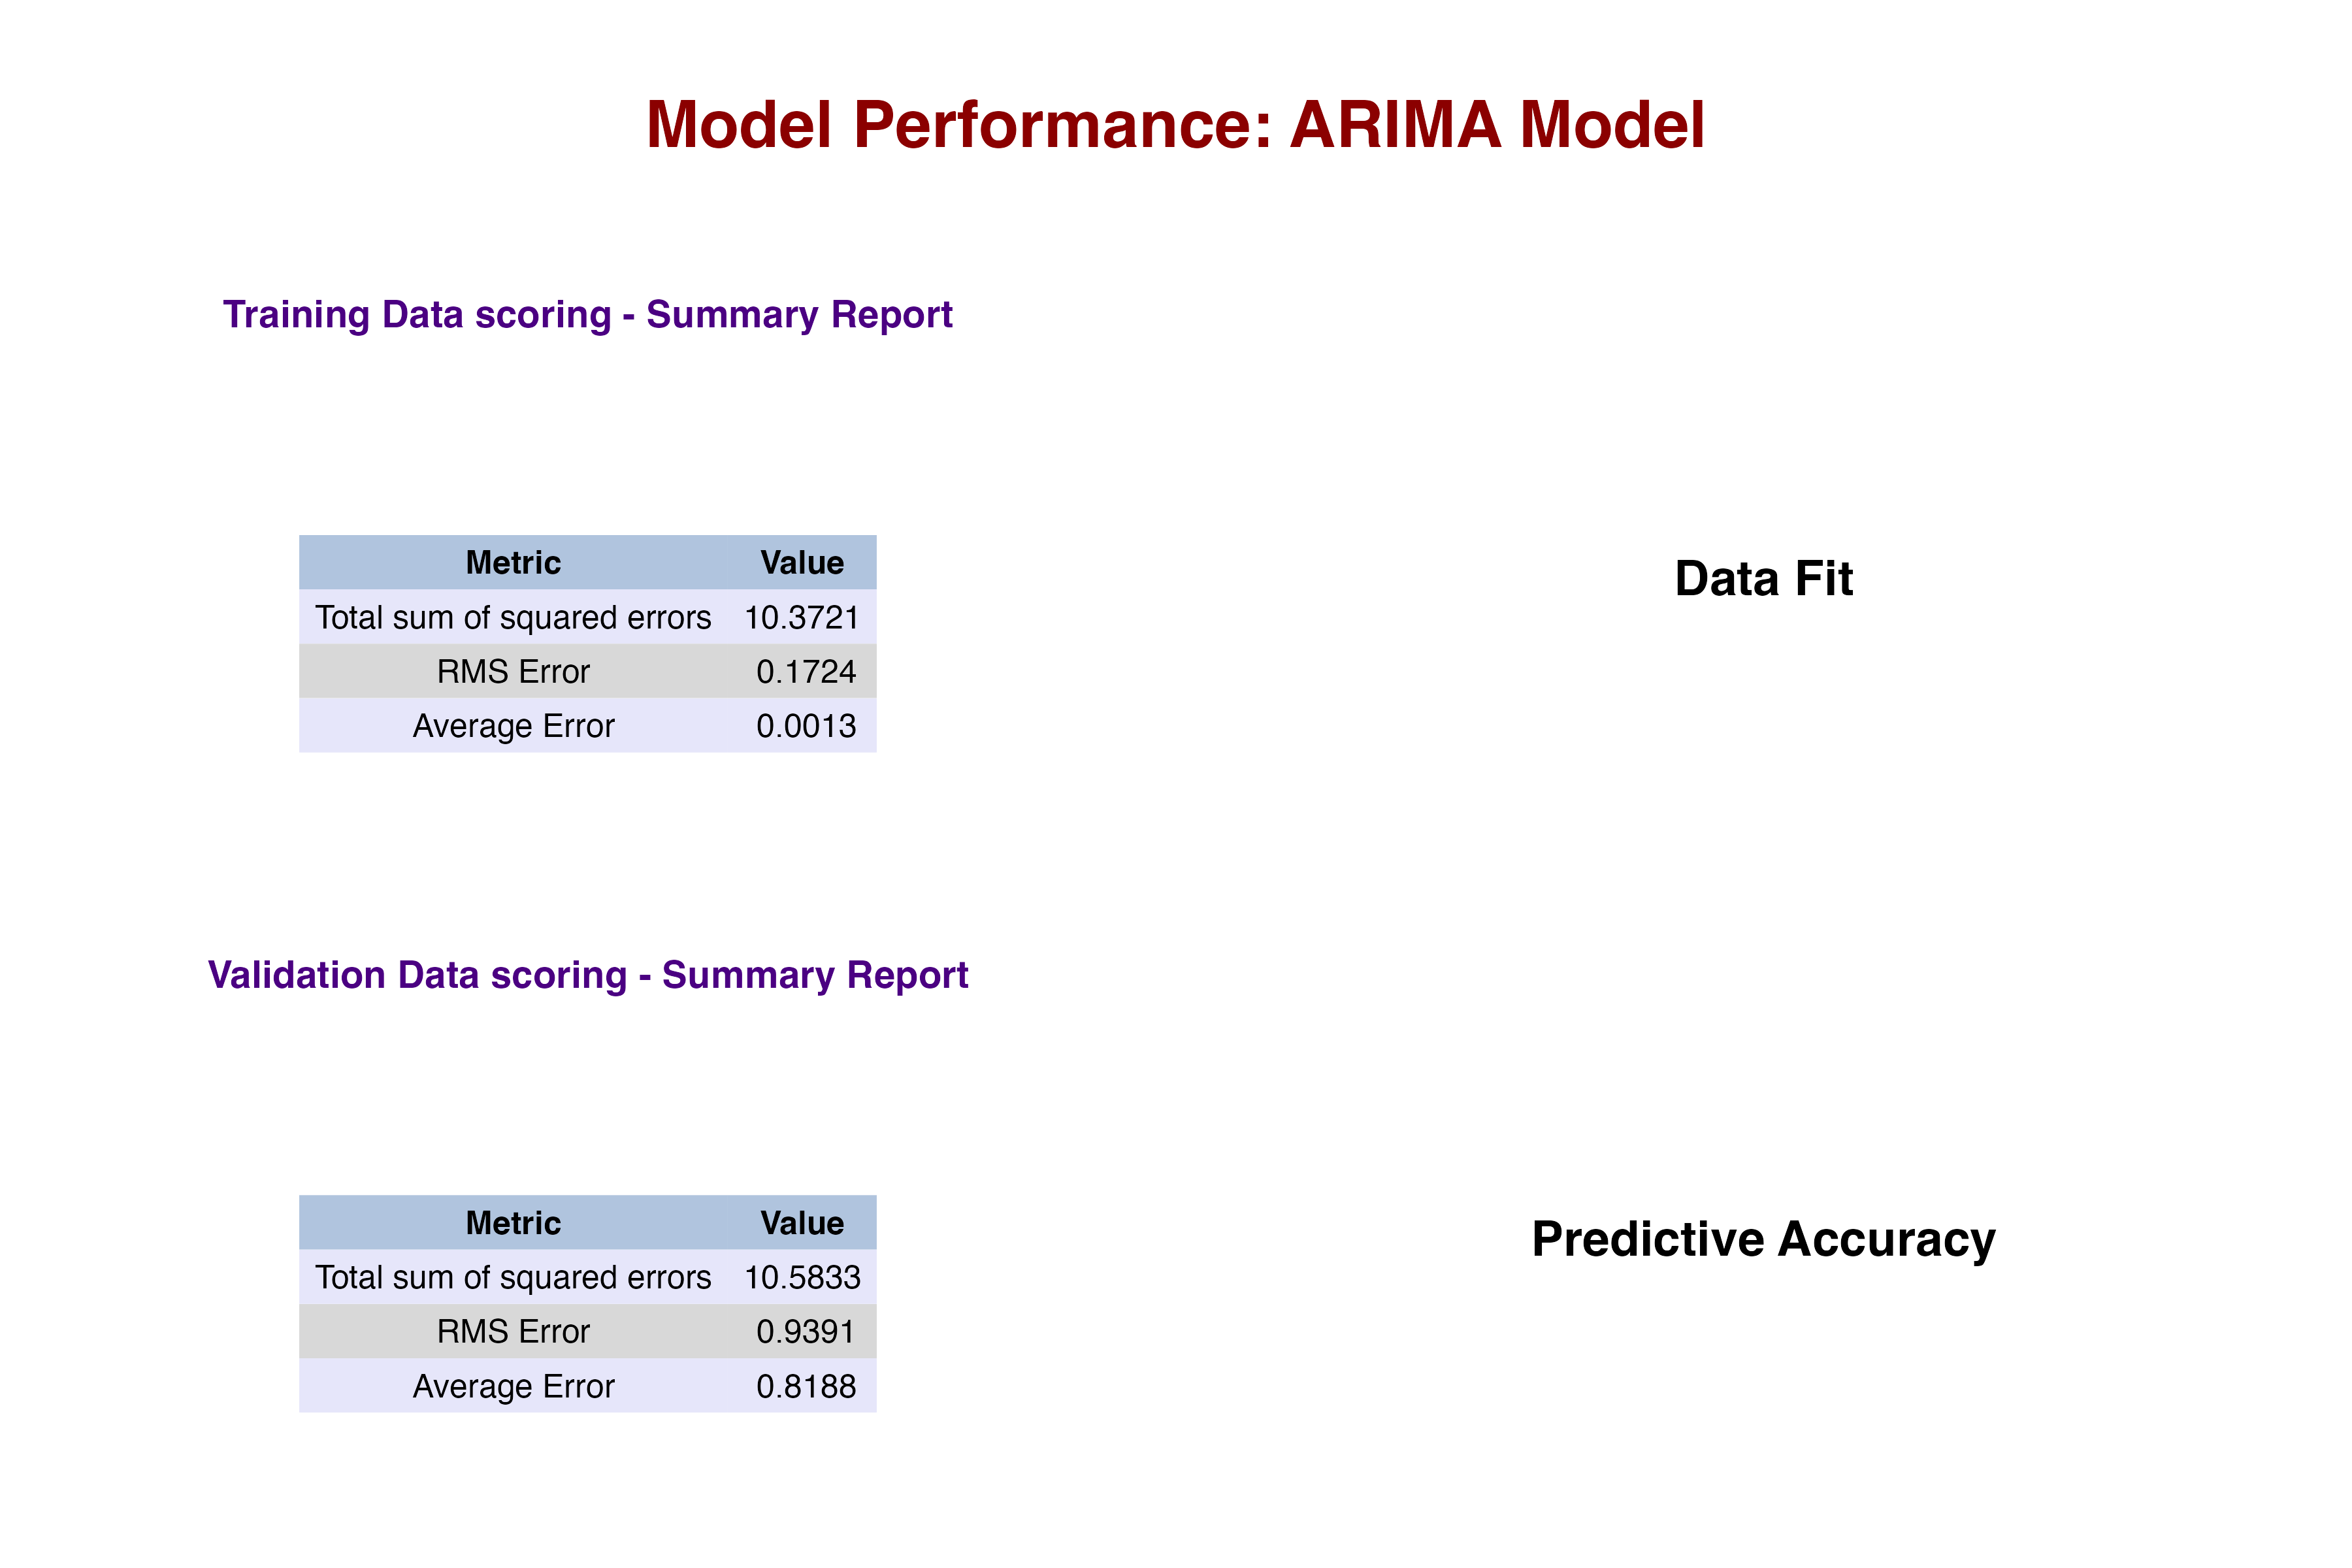 Model Performance: ARIMA Model
Training Data scoring - Summary Report
Metric Value
Total sum of squared errors 10.3721
RMS Error 0.1724
Average Error 0.0013
Data Fit
Validation Data scoring - Summary Report
Metric Value
Total sum of squared errors 10.5833
RMS Error 0.9391
Average Error 0.8188
Predictive Accuracy